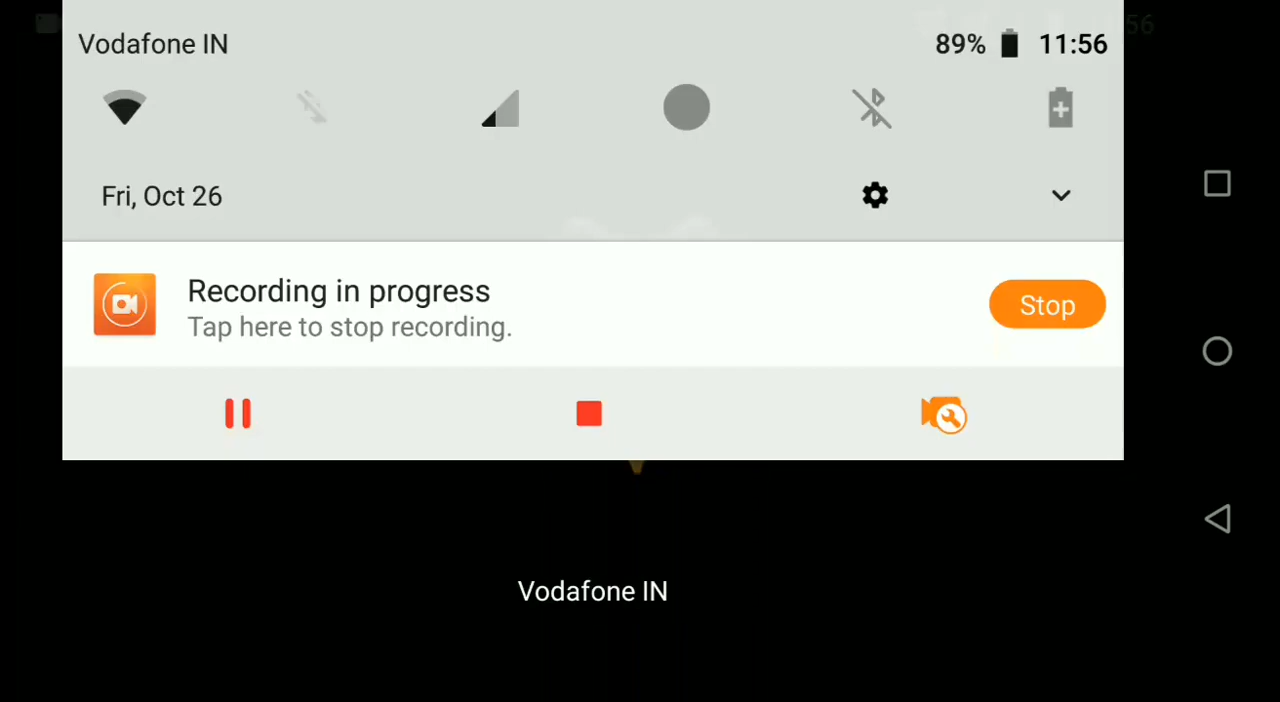 Vodafone IN
89% 11:56
Fri, Oct 26
Recording in progress
Tap here to stop recording.
Stop
Vodafone IN